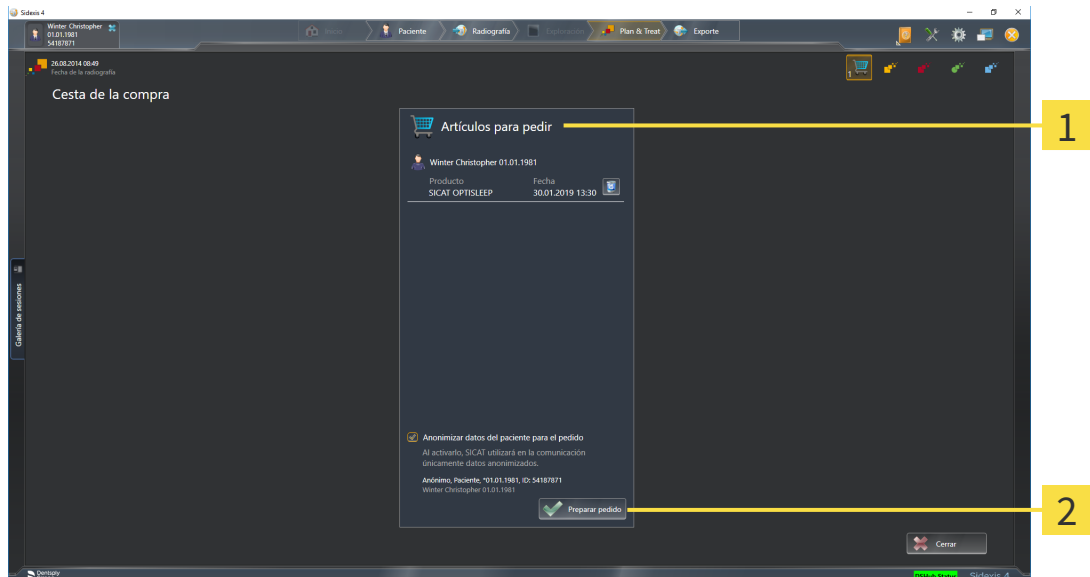 Sidexis 4
Winter Christopher
01.01.1981
54187871
Inicio
Paciente
Radiografía
Exploración
Plan & Treat
Exporte
26.08.2014 08:49
Fecha de la radiografía
1
Cesta de la compra
Artículos para pedir
1
Winter Christopher 01.01.1981
Producto Fecha
SICAT OPTISLEEP 30.01.2019 13:30
Galería de sesiones
Anonimizar datos del paciente para el pedido
Al activarlo, SICAT utilizará en la comunicación
únicamente datos anonimizados.
Anónimo, Paciente, *01.01.1981, ID: 54187871
Winter Christopher 01.01.1981
Preparar pedido
2
Cerrar
Dentsply
DSHub Status
Sidexis 4